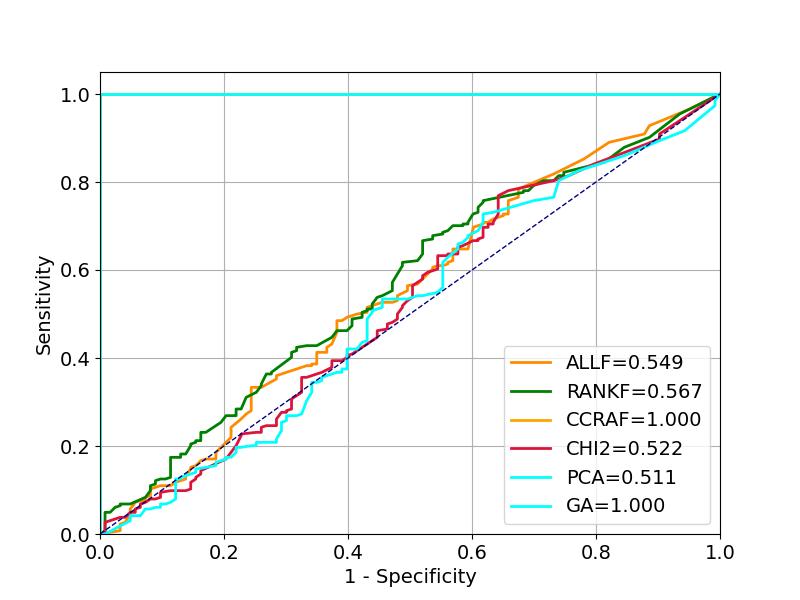 1.0
0.8
0.6
0.4
0.2
0.0
Sensitivity
ALLF=0.549
RANKF=0.567
CCRAF=1.000
CHI2=0.522
PCA=0.511
GA=1.000
0.0 0.2 0.4 0.6 0.8 1.0
1 - Specificity